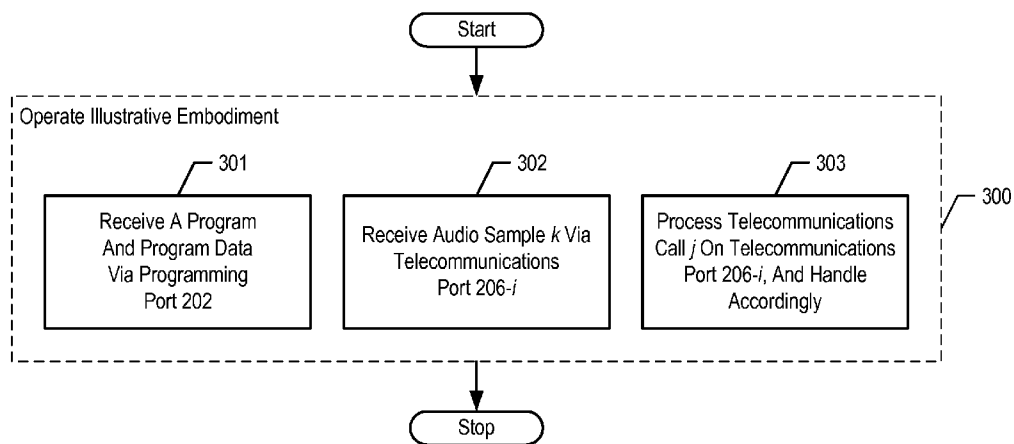 Start
Operate Illustrative Embodiment
301
302
303
300
Receive A Program
And Program Data
Via Programming
Port 202
Receive Audio Sample k Via
Telecommunications
Port 206-i
Process Telecommunications
Call j On Telecommunications
Port 206-i, And Handle
Accordingly
Stop